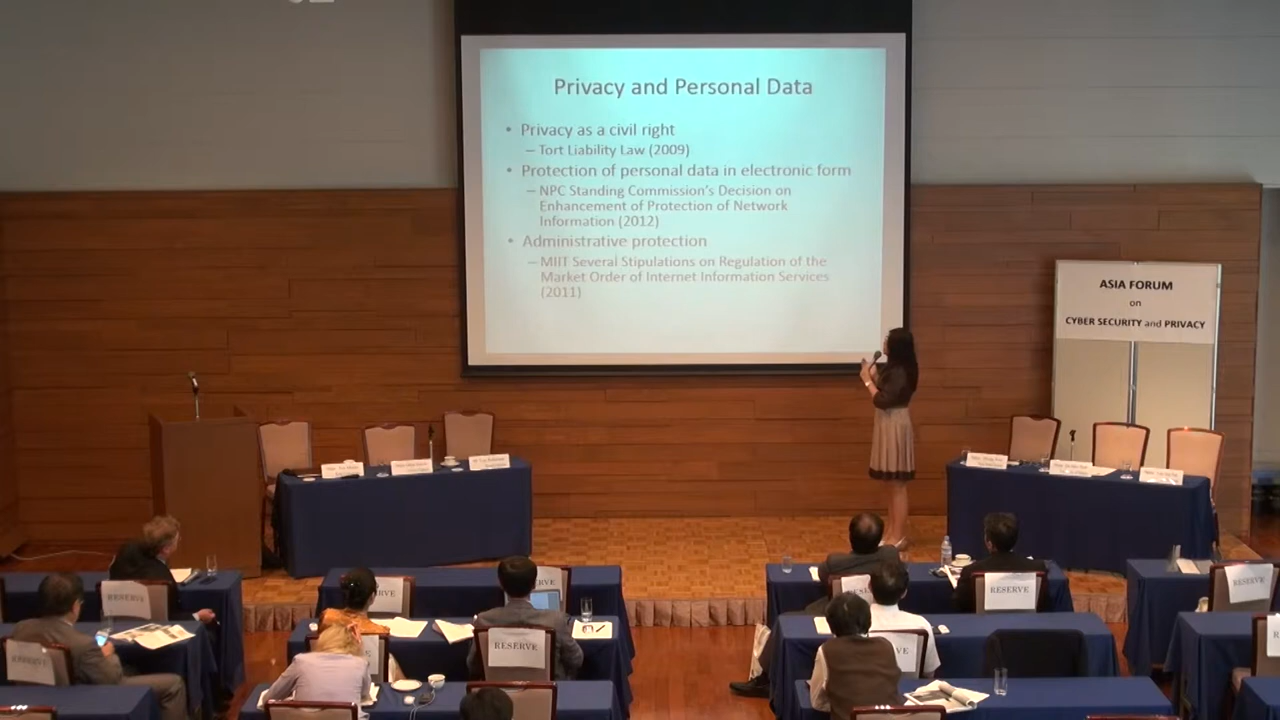 Privacy and Personal Data
• Privacy as a civil right
– Tort Liability Law (2009)
• Protection of personal data in electronic form
– NPC Standing Commission's Decision on
Enhancement of Protection of Network
Information (2012)
• Administrative protection
– MIIT Several Stipulations on Regulation of the
Market Order of Internet Information Services
(2011)
ASIA FORUM
on
CYBER SECURITY and PRIVACY
RESERVE
RESERVE
RESERVE
RESERVE
RESERVE
RESERVE